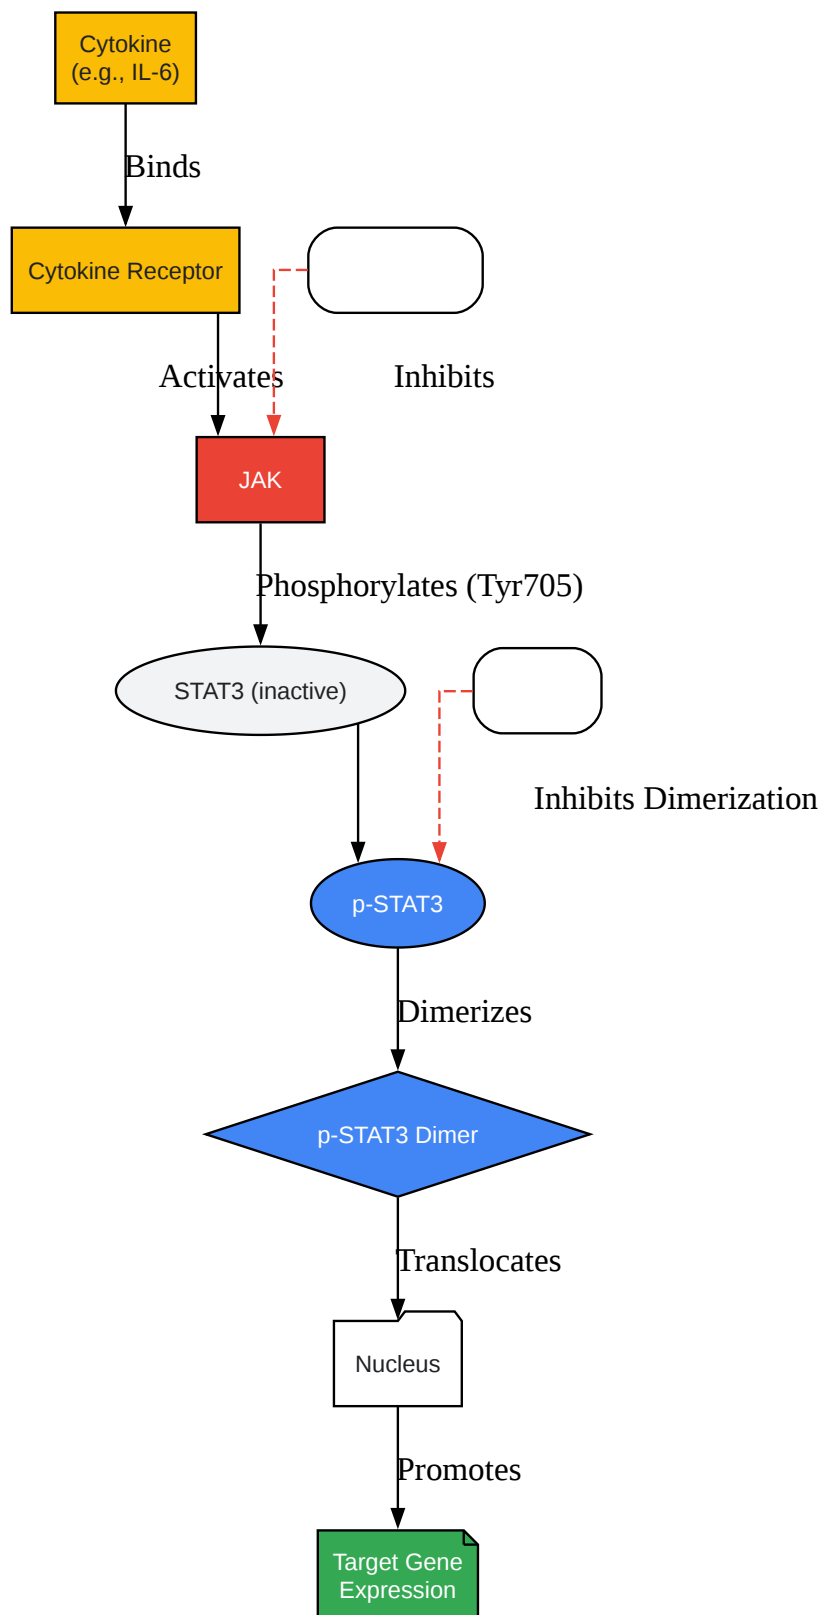 Cytokine
(e.g., IL-6)
Binds
Cytokine Receptor
Activates
Inhibits
JAK
Phosphorylates (Tyr705)
STAT3 (inactive)
Inhibits Dimerization
p-STAT3
Dimerizes
p-STAT3 Dimer
Translocates
Nucleus
Promotes
Target Gene
Expression